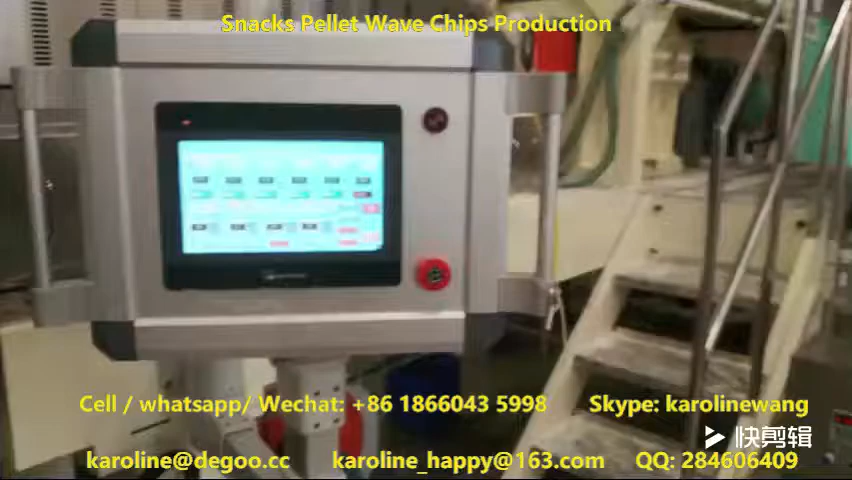 Snacks Pellet Wave Chips Production
Cell / whatsapp/ Wechat: +86 1866043 5998 Skype: karolinewang
快剪辑
karoline@degoo.cc karoline_happy@163.com QQ: 284606409